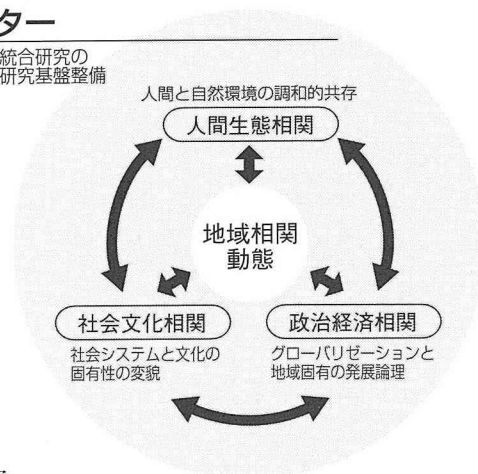 ター
統合研究の
研究基盤整備
人間と自然環境の調和的共存
人間生態相関
地域相関
動態
社会文化相関
社会システムと文化の
固有性の変貌
政治経済相関
グローバリゼーションと
地域固有の発展論理